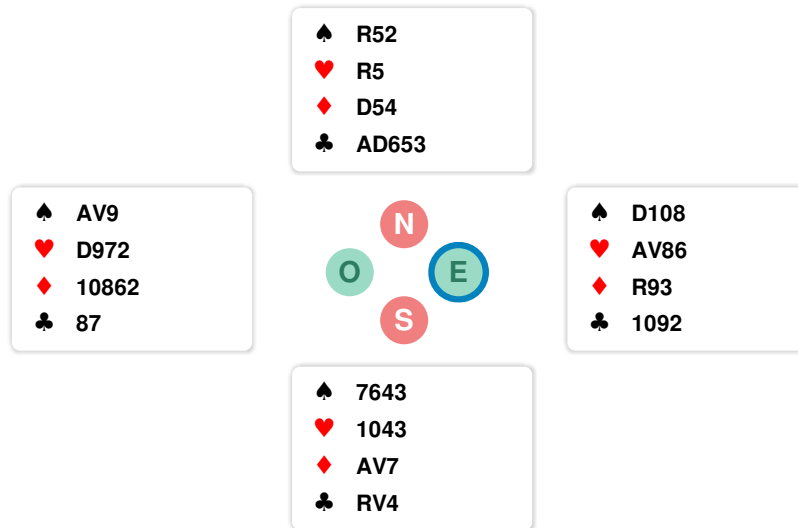 ♠ R52
♥ R5
♦ D54
♣ AD653
♠ AV9
♥ D972
♦ 10862
♣ 87
N
O E
S
♠ D108
♥ AV86
♦ R93
♣ 1092
♠ 7643
♥ 1043
♦ AV7
♣ RV4